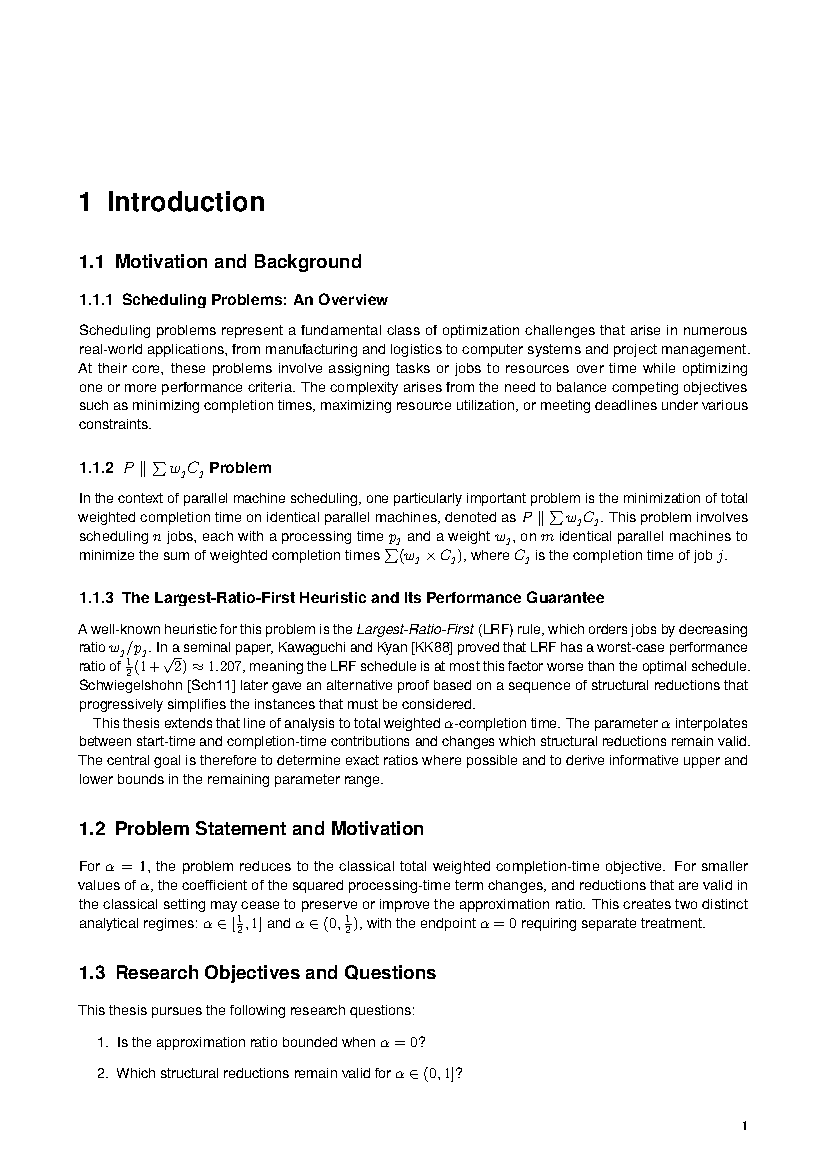 1 Introduction
1.1 Motivation and Background
1.1.1 Scheduling Problems: An Overview
Scheduling problems represent a fundamental class of optimization challenges that arise in numerous
real-world applications, from manufacturing and logistics to computer systems and project management.
At their core, these problems involve assigning tasks or jobs to resources over time while optimizing
one or more performance criteria. The complexity arises from the need to balance competing objectives
such as minimizing completion times, maximizing resource utilization, or meeting deadlines under various
constraints.
1.1.2 P ∥ ∑ w_j C_j Problem
In the context of parallel machine scheduling, one particularly important problem is the minimization of total
weighted completion time on identical parallel machines, denoted as P ∥ ∑ w_j C_j. This problem involves
scheduling n jobs, each with a processing time p_j and a weight w_j, on m identical parallel machines to
minimize the sum of weighted completion times ∑(w_j × C_j), where C_j is the completion time of job j.
1.1.3 The Largest-Ratio-First Heuristic and Its Performance Guarantee
A well-known heuristic for this problem is the Largest-Ratio-First (LRF) rule, which orders jobs by decreasing
ratio w_j/p_j. In a seminal paper, Kawaguchi and Kyan [KK88] proved that LRF has a worst-case performance
ratio of ½(1+√2) ≈ 1.207, meaning the LRF schedule is at most this factor worse than the optimal schedule.
Schwiegelshohn [Sch11] later gave an alternative proof based on a sequence of structural reductions that
progressively simplifies the instances that must be considered.
This thesis extends that line of analysis to total weighted α-completion time. The parameter α interpolates
between start-time and completion-time contributions and changes which structural reductions remain valid.
The central goal is therefore to determine exact ratios where possible and to derive informative upper and
lower bounds in the remaining parameter range.
1.2 Problem Statement and Motivation
For α = 1, the problem reduces to the classical total weighted completion-time objective. For smaller
values of α, the coefficient of the squared processing-time term changes, and reductions that are valid in
the classical setting may cease to preserve or improve the approximation ratio. This creates two distinct
analytical regimes: α ∈ [½, 1] and α ∈ (0, ½), with the endpoint α = 0 requiring separate treatment.
1.3 Research Objectives and Questions
This thesis pursues the following research questions:
1. Is the approximation ratio bounded when α = 0?
2. Which structural reductions remain valid for α ∈ (0, 1]?
1